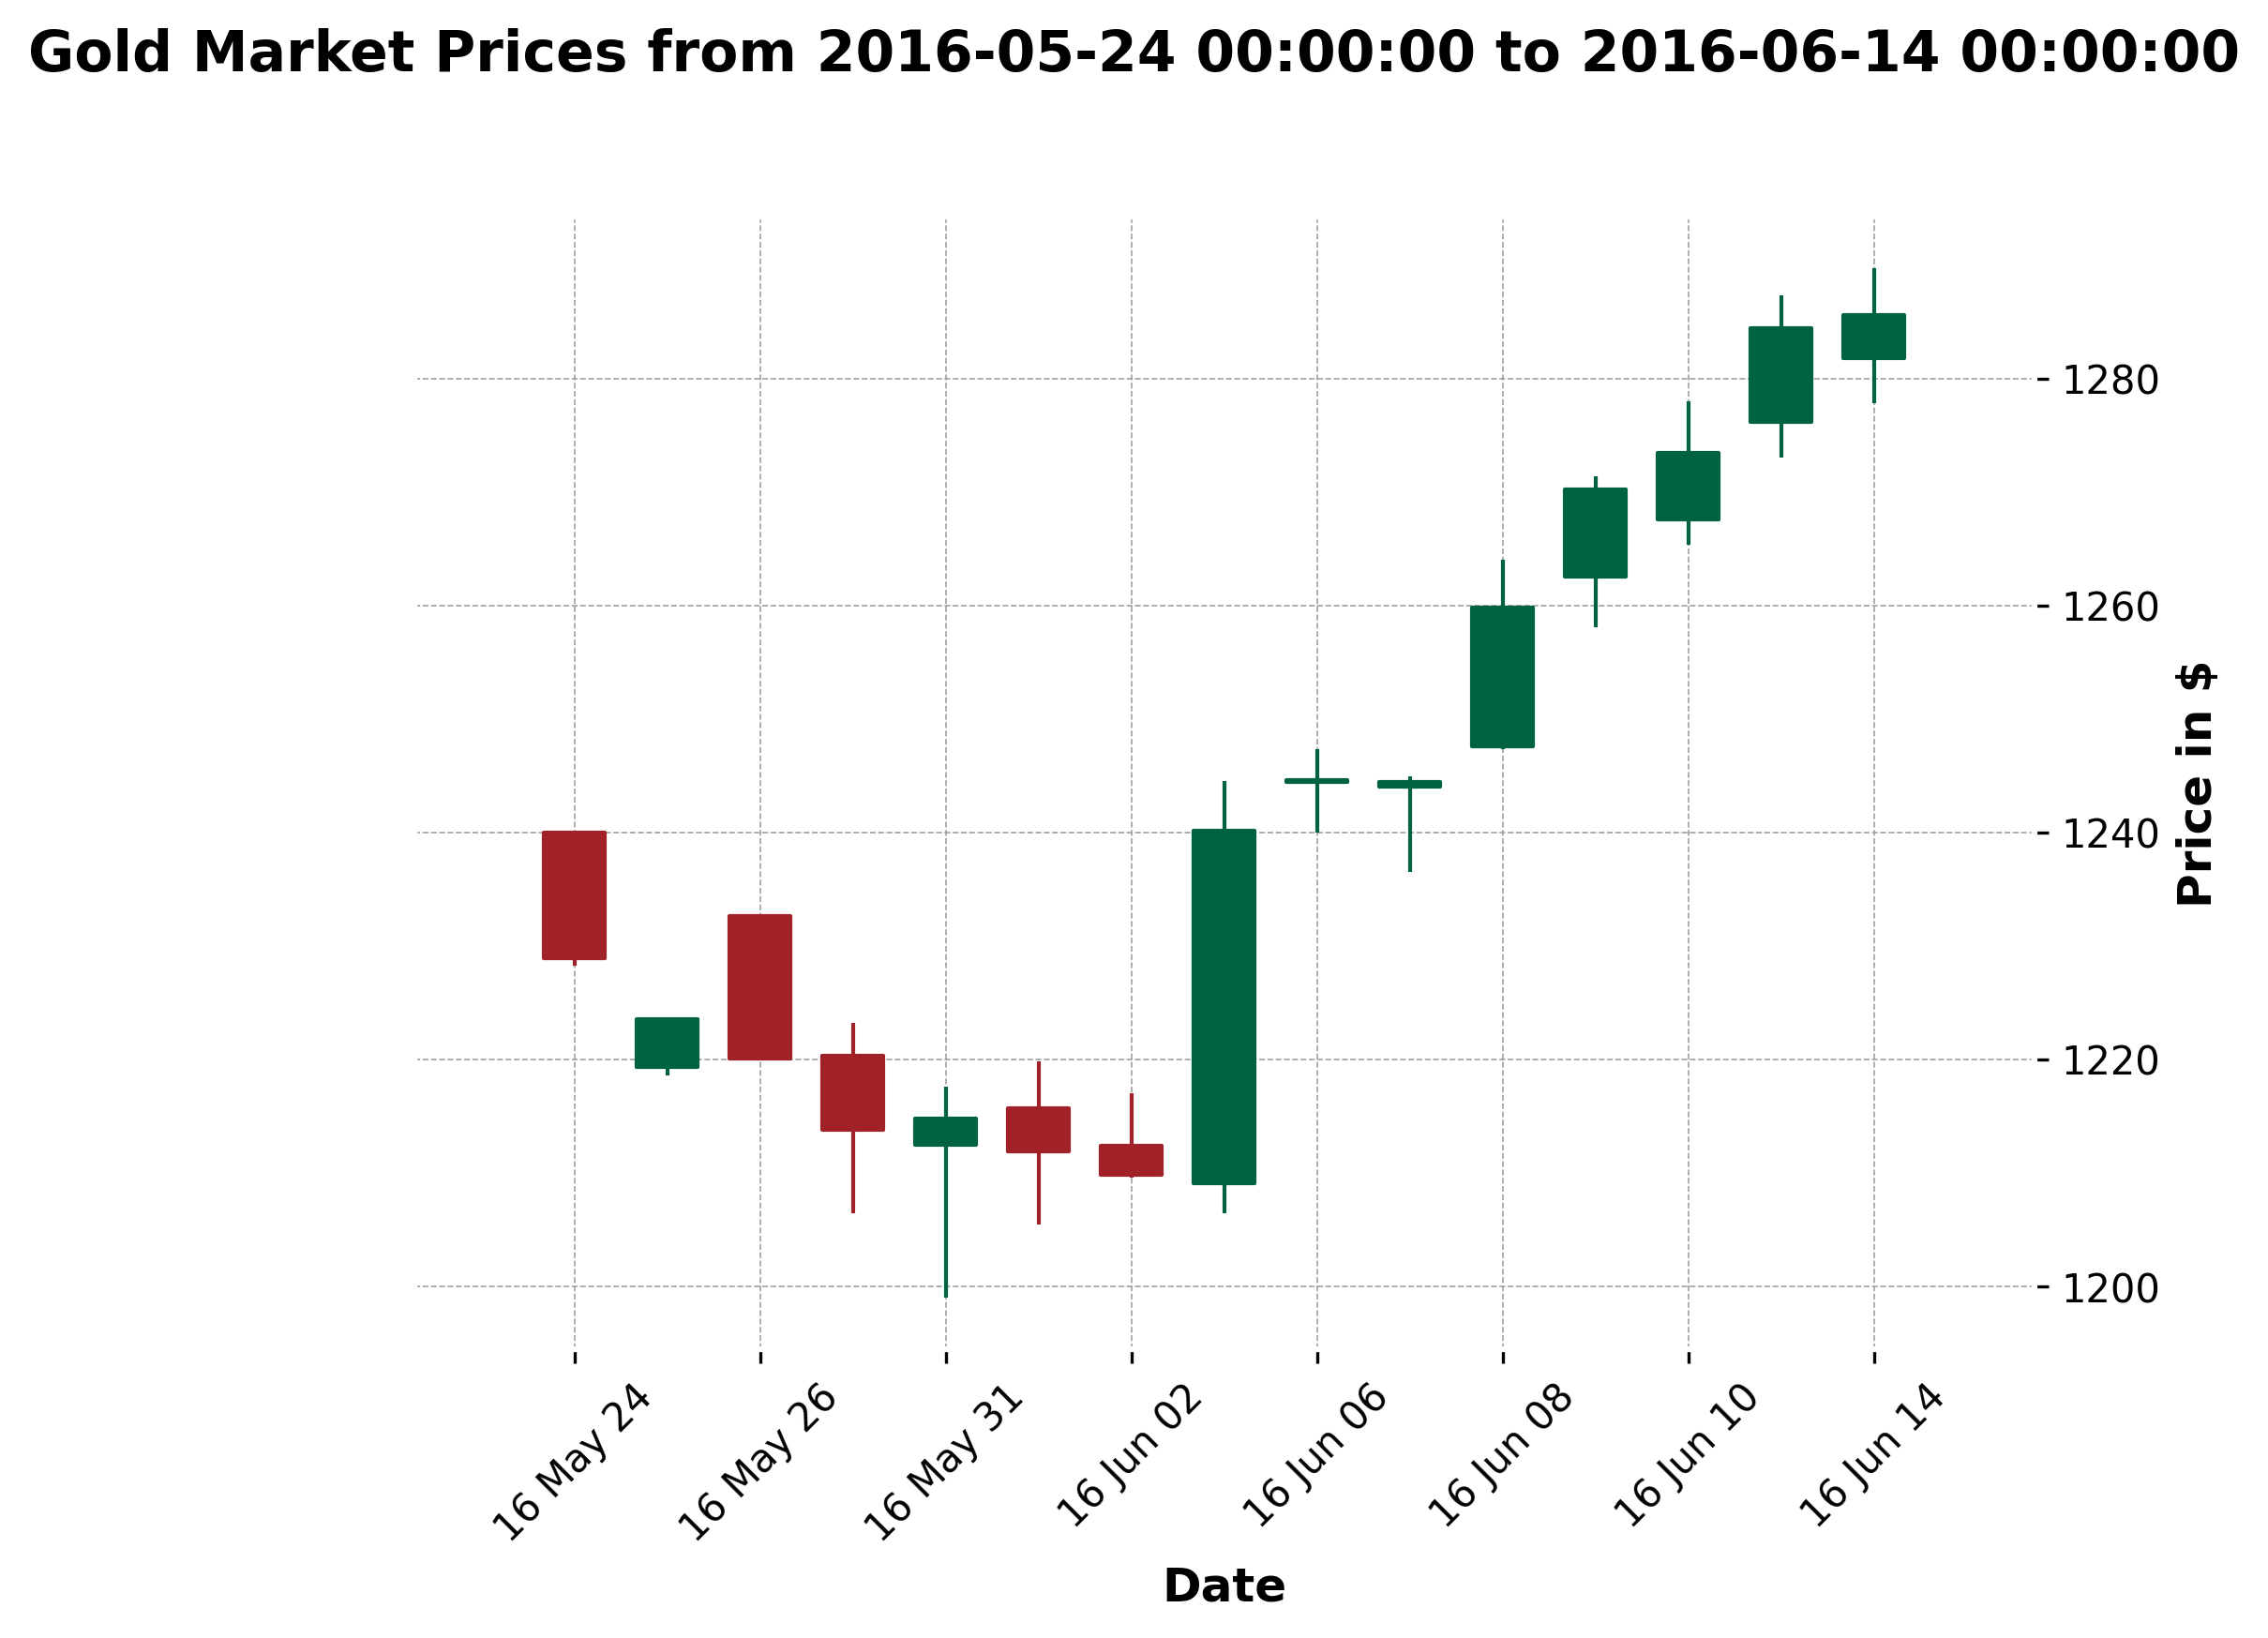 Gold Market Prices from 2016-05-24 00:00:00 to 2016-06-14 00:00:00
1280
1260
1240
1220
1200
Price in $
16 May 24
16 May 26
16 May 31
16 Jun 02
16 Jun 06
16 Jun 08
16 Jun 10
16 Jun 14
Date